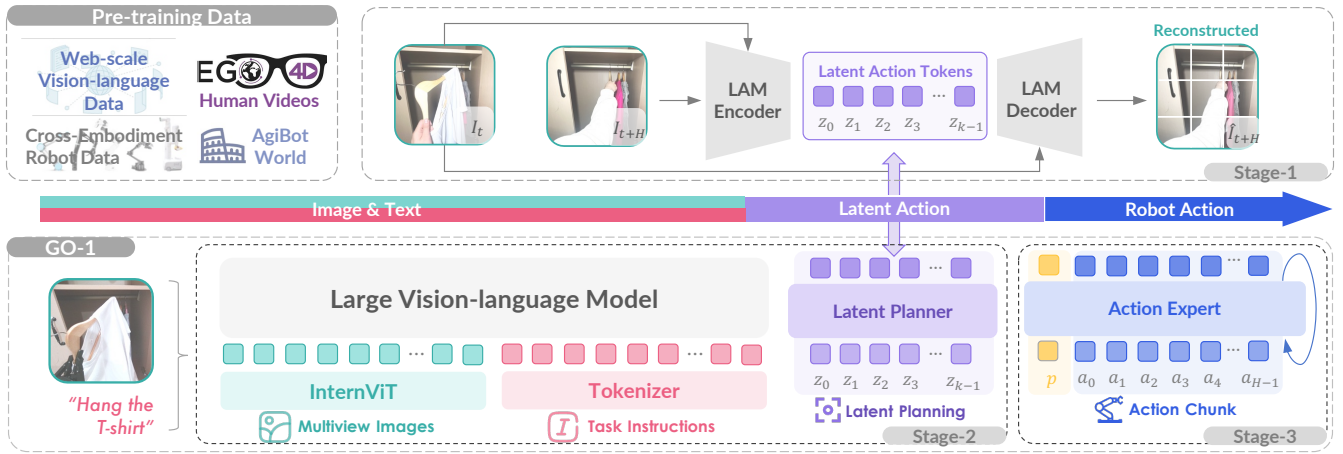 Pre-training Data
Web-scale
Vision-language
Data
EGO4D
Human Videos
Cross-Embodiment
Robot Data
AgiBot
World
I_t
I_{t+H}
LAM
Encoder
Latent Action Tokens
z_0 z_1 z_2 z_3 ... z_{k-1}
LAM
Decoder
Reconstructed
Î_{t+H}
Stage-1
Image & Text
Latent Action
Robot Action
GO-1
"Hang the
T-shirt"
Large Vision-language Model
...
...
InternViT
Tokenizer
Multiview Images
Task Instructions
...
Latent Planner
...
z_0 z_1 z_2 z_3 z_{k-1}
Latent Planning
Stage-2
...
Action Expert
...
p a_0 a_1 a_2 a_3 a_4 a_{H-1}
Action Chunk
Stage-3